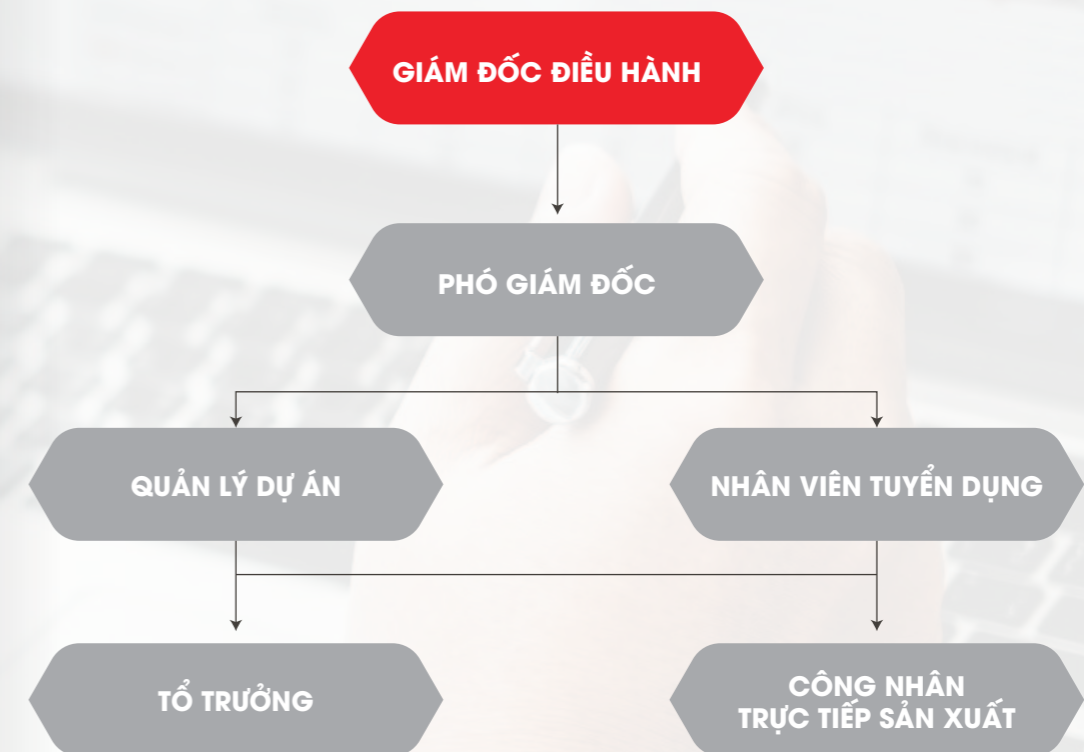 GIÁM ĐỐC ĐIỀU HÀNH
PHÓ GIÁM ĐỐC
QUẢN LÝ DỰ ÁN
NHÂN VIÊN TUYỂN DỤNG
TỔ TRƯỞNG
CÔNG NHÂN
TRỰC TIẾP SẢN XUẤT